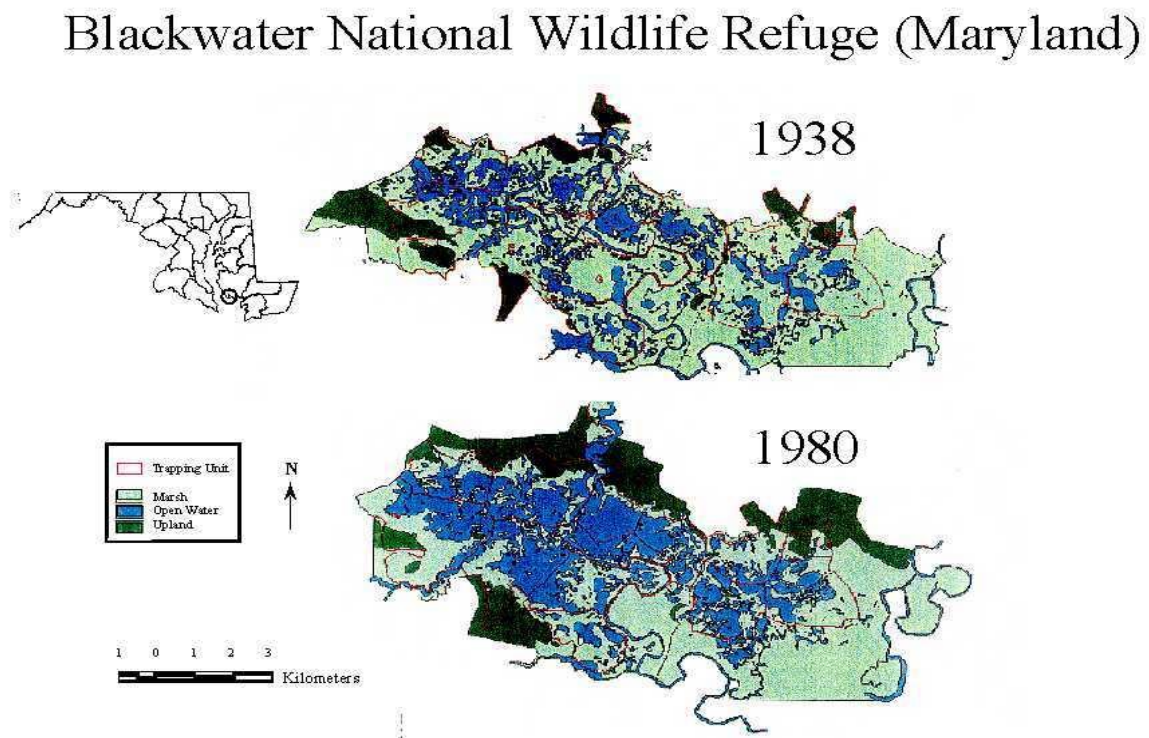 Blackwater National Wildlife Refuge (Maryland)
1938
1980
Trapping Unit
Marsh
Open Water
Upland
N
1 0 1 2 3
Kilometers